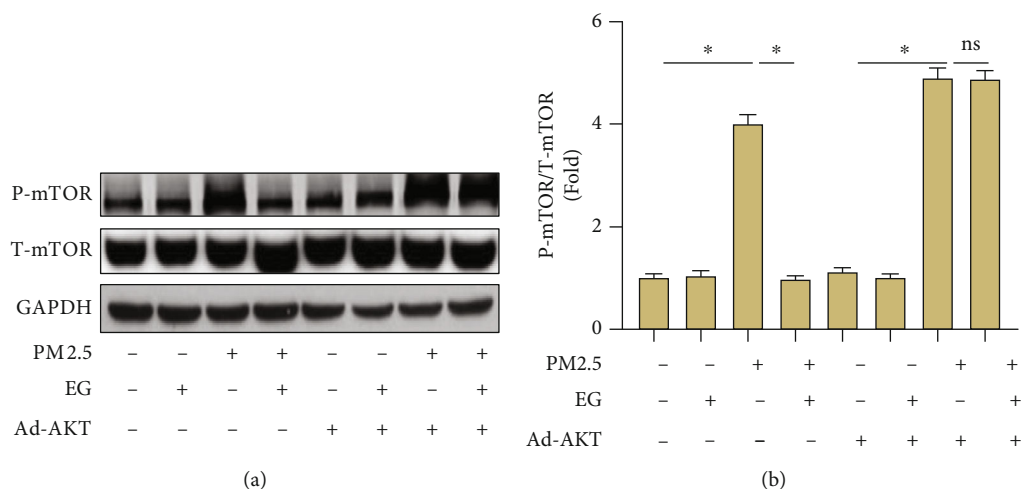 P-mTOR
T-mTOR
GAPDH
PM2.5 – – + + – – + +
EG – + – + – + – +
Ad-AKT – – – – + + + +
(a)
P-mTOR/T-mTOR
(Fold)
6
4
2
0
* * * ns
PM2.5 – – + + – – + +
EG – + – + – + – +
Ad-AKT – – – – + + + +
(b)